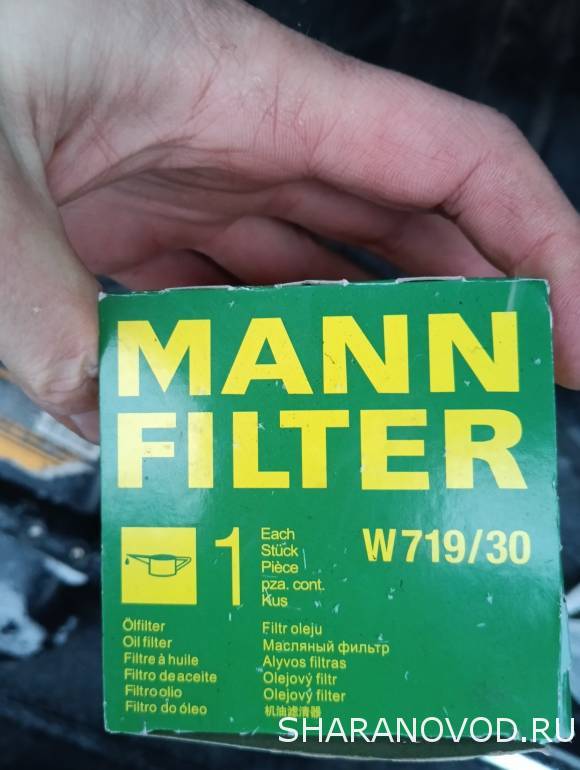 MANN
FILTER
1
Each
Stück
Pièce
pza. cont.
Kus
W 719/30
Ölfilter
Oil filter
Filtre à huile
Filtro de aceite
Filtro olio
Filtro do óleo
Filtr oleju
Масляный фильтр
Alyvos filtras
Olejový filtr
Olejový filter
机油滤清器
SHARANOVOD.RU